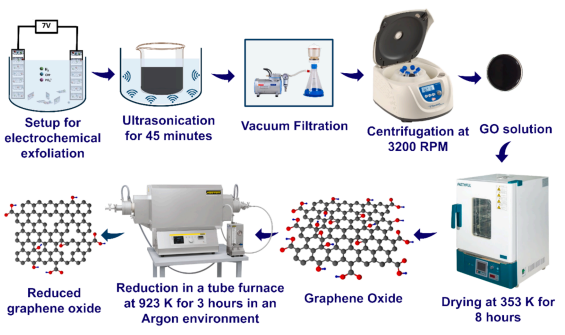 7V
Setup for
electrochemical
exfoliation
Ultrasonication
for 45 minutes
Vacuum Filtration
Centrifugation at
3200 RPM
GO solution
Drying at 353 K for
8 hours
Graphene Oxide
Reduction in a tube furnace
at 923 K for 3 hours in an
Argon environment
Reduced
graphene oxide